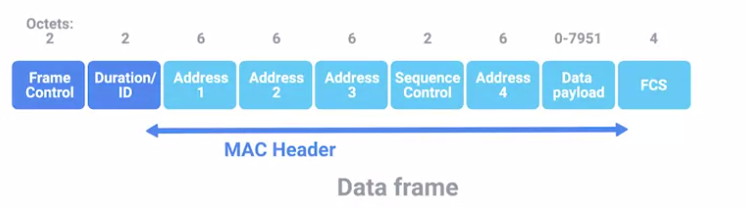 Octets:
2 2 6 6 6 2 6 0-7951 4
Frame Control
Duration/ ID
Address 1
Address 2
Address 3
Sequence Control
Address 4
Data payload
FCS
MAC Header
Data frame